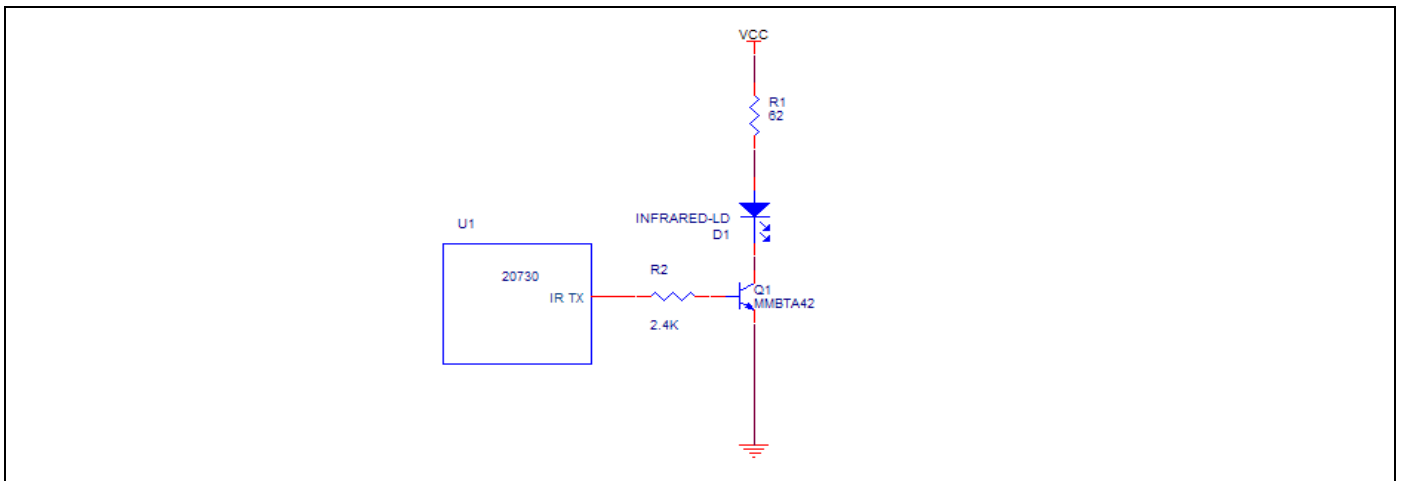 VCC
R1
62
INFRARED-LD
D1
U1
20730
IR TX
R2
2.4K
Q1
MMBTA42